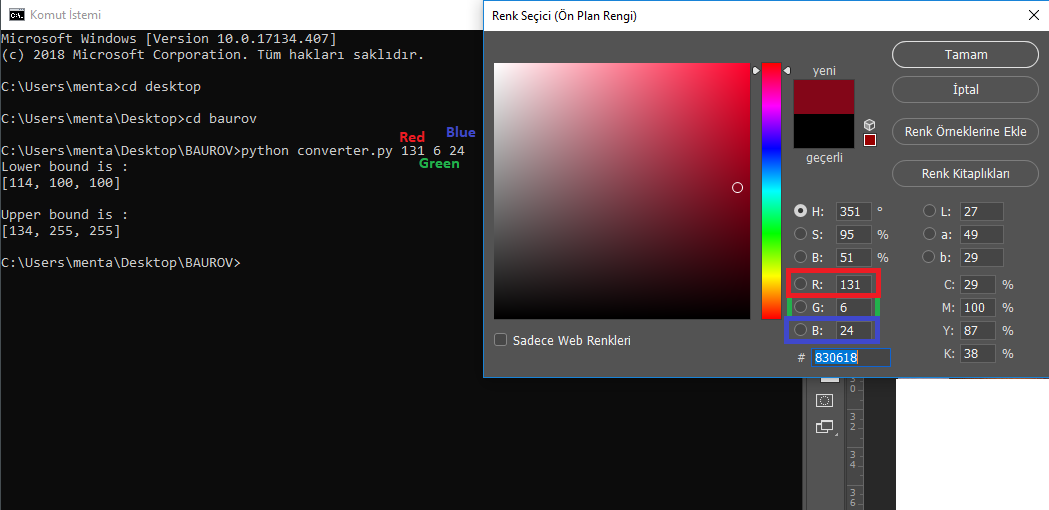 Komut İstemi
Microsoft Windows [Version 10.0.17134.407]
(c) 2018 Microsoft Corporation. Tüm hakları saklıdır.
C:\Users\menta>cd desktop
C:\Users\menta\Desktop>cd baurov
Red Blue
C:\Users\menta\Desktop\BAUROV>python converter.py 131 6 24
Green
Lower bound is :
[114, 100, 100]
Upper bound is :
[134, 255, 255]
C:\Users\menta\Desktop\BAUROV>
Renk Seçici (Ön Plan Rengi)
yeni
geçerli
Tamam
İptal
Renk Örneklerine Ekle
Renk Kitaplıkları
H: 351 °
S: 95 %
B: 51 %
R: 131
G: 6
B: 24
# 830618
L: 27
a: 49
b: 29
C: 29 %
M: 100 %
Y: 87 %
K: 38 %
Sadece Web Renkleri
3
0
3
2
3
4
3
6